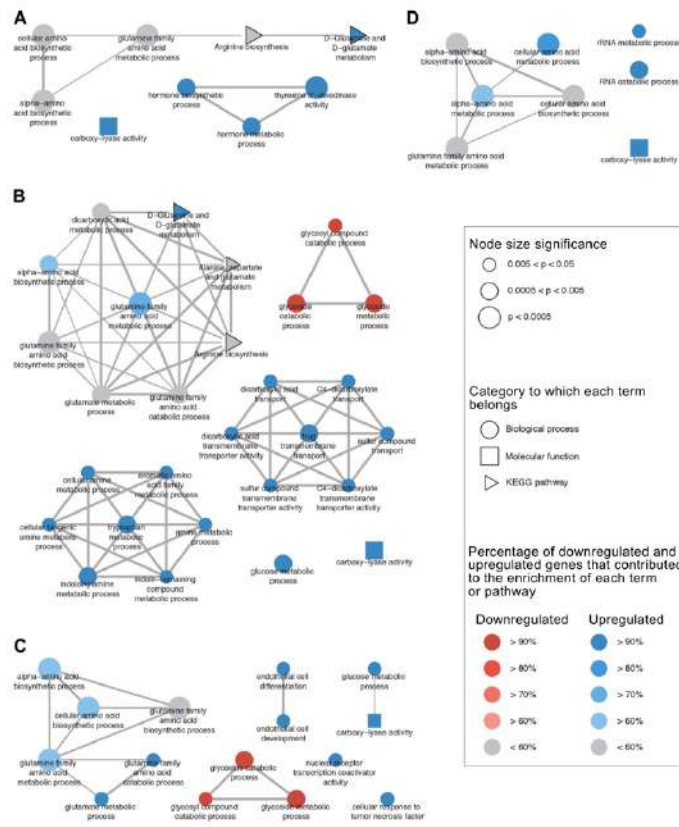 A
cellular amino
acid biosynthetic
process
glutamine family
amino acid
metabolic process
Arginine biosynthesis
D-Glutamine and
D-glutamate
metabolism
alpha-amino
acid biosynthetic
process
carboxy-lyase activity
hormone biosynthetic
process
activity
hormone metabolic
process
D
alpha-amino acid
biosynthetic process
cellular amino acid
metabolic process
rRNA metabolic process
RNA catabolic process
alpha-amino acid
metabolic process
cellular amino acid
biosynthetic process
glutamine family amino acid
metabolic process
carboxy-lyase activity
B
dicarboxylic acid
metabolic process
D-Glutamine and
D-glutamate
metabolism
alpha-amino acid
biosynthetic process
Alanine, aspartate
and glutamate
metabolism
glutamine family
amino acid
metabolic process
glutamine family
amino acid
biosynthetic process
Arginine biosynthesis
glutamate metabolic
process
glutamine family
amino acid
catabolic process
glycosyl compound
catabolic process
glycoside
catabolic process
glycoside
metabolic process
dicarboxylic acid
transport
C4-dicarboxylate
transport
dicarboxylic acid
transmembrane
transporter activity
drug
transmembrane
transport
sulfur compound
transport
sulfur compound
transmembrane
transporter activity
C4-dicarboxylate
transmembrane
transporter activity
cellular amine
metabolic process
aromatic amino
acid family
metabolic process
cellular biogenic
amine metabolic
process
tryptophan
metabolic
process
amine metabolic
process
indolalkylamine
metabolic process
indole-containing
compound metabolic
process
glucose metabolic
process
carboxy-lyase activity
C
alpha-amino acid
biosynthetic process
cellular amino acid
biosynthetic process
glutamine family
amino acid
biosynthetic process
glutamine family
amino acid
metabolic process
glutamine family
amino acid
catabolic process
glutamate metabolic
process
endothelial cell
differentiation
endothelial cell
development
glucose metabolic
process
carboxy-lyase
activity
glycoside catabolic
process
glycosyl compound
catabolic process
glycoside metabolic
process
nuclear receptor
transcription coactivator
activity
cellular response to
tumor necrosis factor
Node size significance
0.005 < p < 0.05
0.0005 < p < 0.005
p < 0.0005
Category to which each term
belongs
Biological process
Molecular function
KEGG pathway
Percentage of downregulated and
upregulated genes that contributed
to the enrichment of each term
or pathway
Downregulated
Upregulated
> 90% > 90%
> 80% > 80%
> 70% > 70%
> 60% > 60%
< 60% < 60%